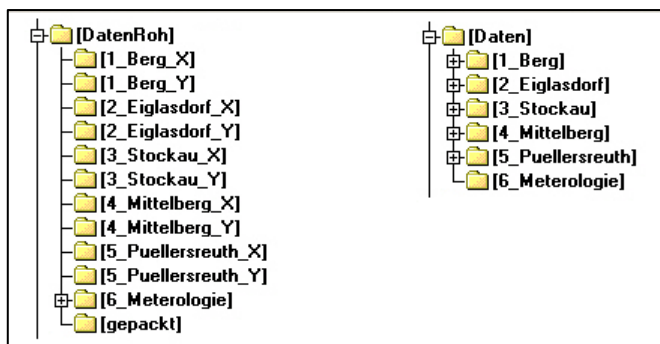 [DatenRoh]
[1_Berg_X]
[1_Berg_Y]
[2_Eiglasdorf_X]
[2_Eiglasdorf_Y]
[3_Stockau_X]
[3_Stockau_Y]
[4_Mittelberg_X]
[4_Mittelberg_Y]
[5_Puellersreuth_X]
[5_Puellersreuth_Y]
[6_Meterologie]
[gepackt]
[Daten]
[1_Berg]
[2_Eiglasdorf]
[3_Stockau]
[4_Mittelberg]
[5_Puellersreuth]
[6_Meterologie]